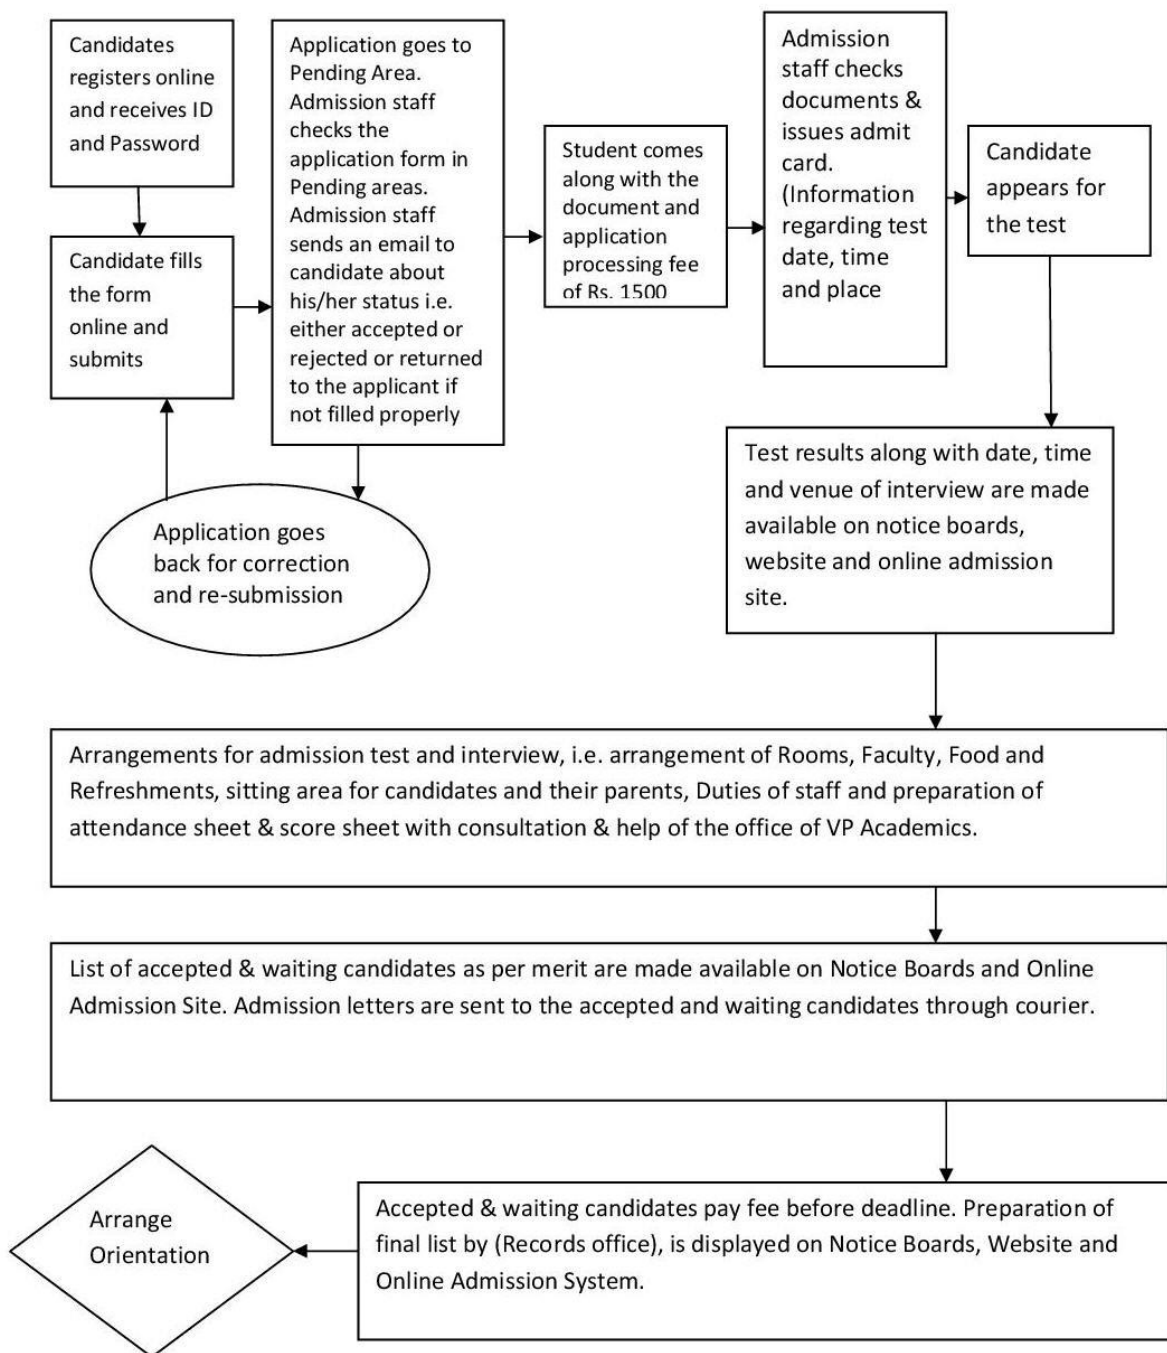 Candidates
registers online
and receives ID
and Password
Candidate fills
the form
online and
submits
Application goes to
Pending Area.
Admission staff
checks the
application form in
Pending areas.
Admission staff
sends an email to
candidate about
his/her status i.e.
either accepted or
rejected or returned
to the applicant if
not filled properly
Application goes
back for correction
and re-submission
Student comes
along with the
document and
application
processing fee
of Rs. 1500
Admission
staff checks
documents &
issues admit
card.
(Information
regarding test
date, time
and place
Candidate
appears for
the test
Test results along with date, time
and venue of interview are made
available on notice boards,
website and online admission
site.
Arrangements for admission test and interview, i.e. arrangement of Rooms, Faculty, Food and
Refreshments, sitting area for candidates and their parents, Duties of staff and preparation of
attendance sheet & score sheet with consultation & help of the office of VP Academics.
List of accepted & waiting candidates as per merit are made available on Notice Boards and Online
Admission Site. Admission letters are sent to the accepted and waiting candidates through courier.
Accepted & waiting candidates pay fee before deadline. Preparation of
final list by (Records office), is displayed on Notice Boards, Website and
Online Admission System.
Arrange
Orientation